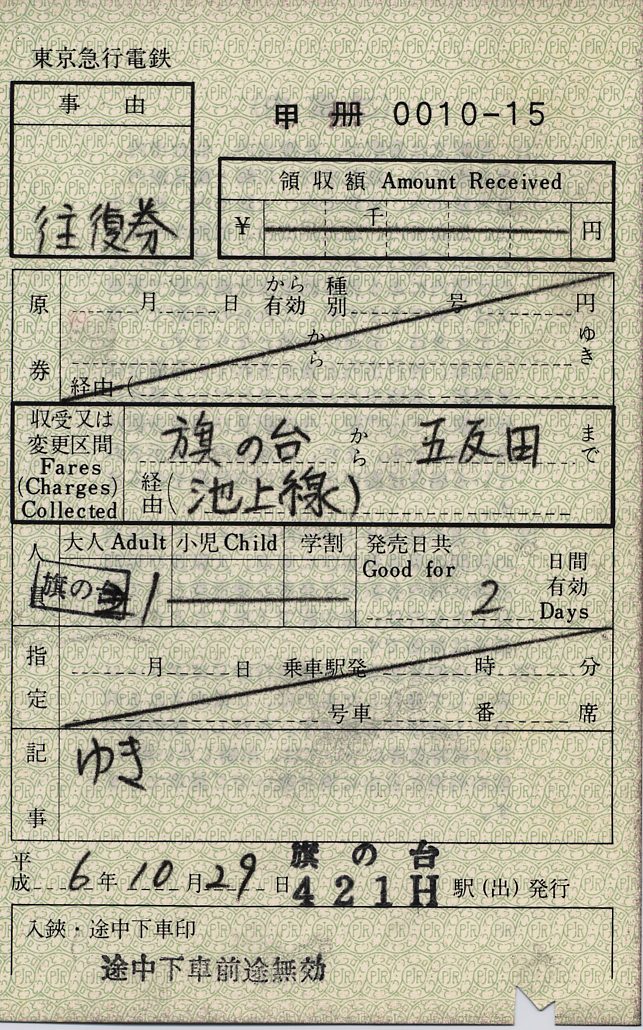 東京急行電鉄
事由
甲 冊 0010-15
往復券
領収額 Amount Received
¥ 千 円
原券
月 日 から有効 種別 号 円
から ゆき
経由(
収受又は変更区間
Fares
(Charges)
Collected
旗の台 から 五反田 まで
経由(池上線)
人員
大人 Adult 小児 Child 学割
発売日共 日間
Good for 有効
2 Days
旗の台 1
指定
月 日 乗車駅発 時 分
号車 番 席
記事
ゆき
平成 6年 10月 29日 旗の台 421H 駅(出)発行
入鋏・途中下車印
途中下車前途無効